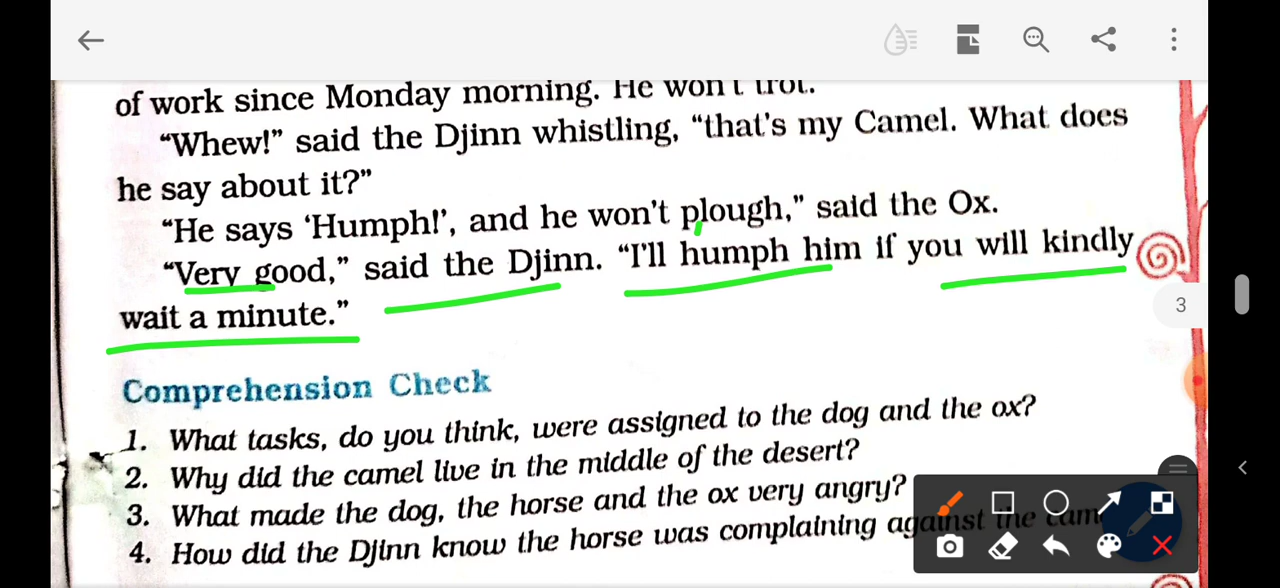 of work since Monday morning. He won't trot.
"Whew!" said the Djinn whistling, "that's my Camel. What does
he say about it?"
"He says 'Humph!', and he won't plough," said the Ox.
"Very good," said the Djinn. "I'll humph him if you will kindly
wait a minute."
3
Comprehension Check
1. What tasks, do you think, were assigned to the dog and the ox?
2. Why did the camel live in the middle of the desert?
3. What made the dog, the horse and the ox very angry?
4. How did the Djinn know the horse was complaining against the cam